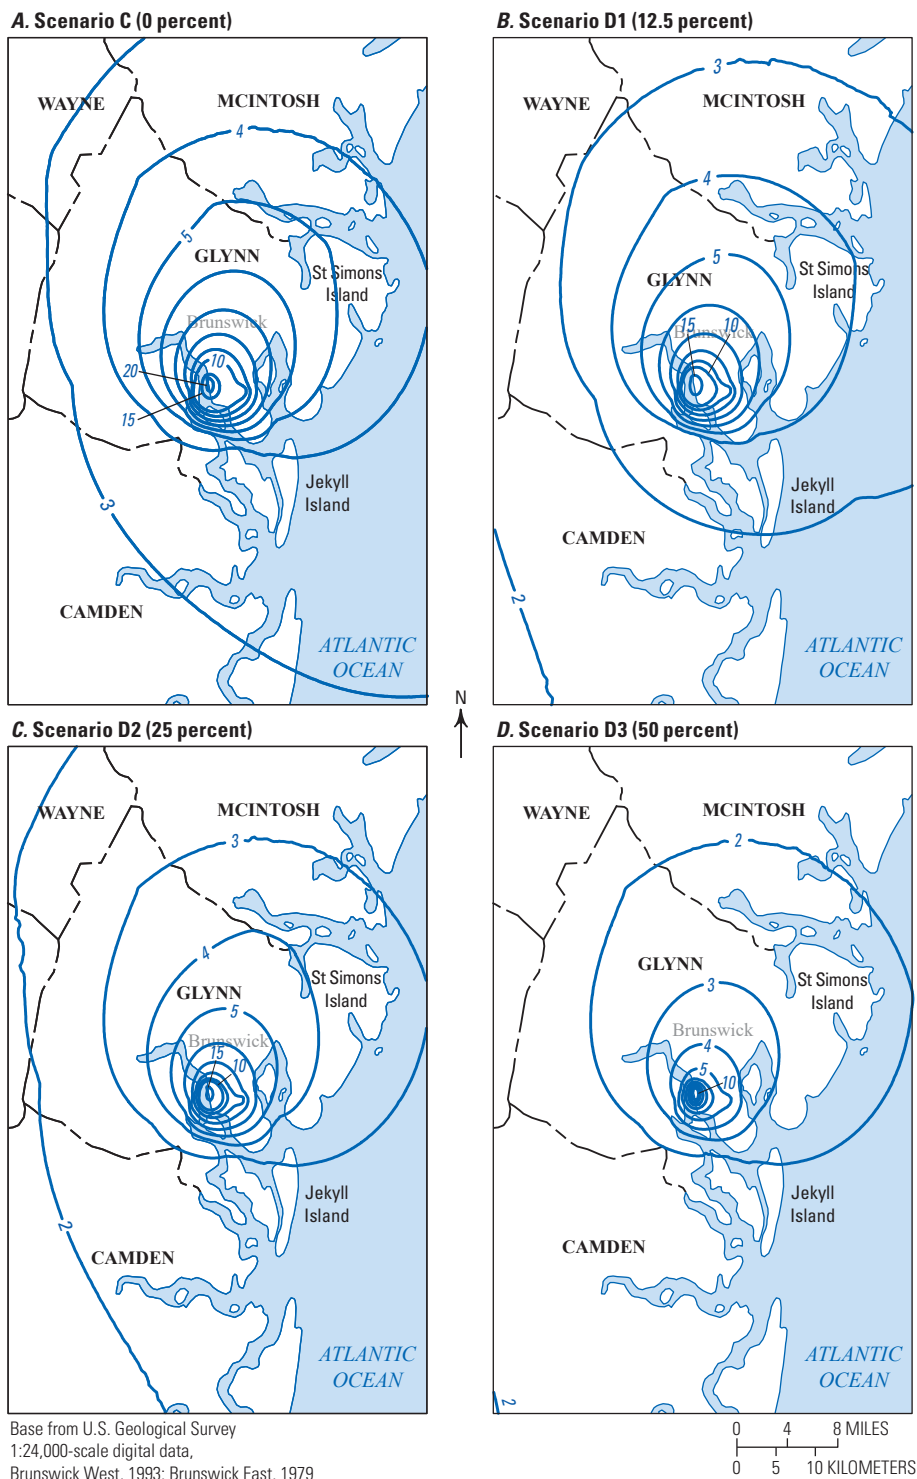 A. Scenario C (0 percent)
WAYNE
MCINTOSH
4
5
GLYNN
St Simons
Island
Brunswick
10
20
15
Jekyll
Island
3
CAMDEN
ATLANTIC
OCEAN
B. Scenario D1 (12.5 percent)
3
WAYNE
MCINTOSH
4
5
GLYNN
St Simons
Island
15
10
Brunswick
Jekyll
Island
CAMDEN
2
ATLANTIC
OCEAN
N
C. Scenario D2 (25 percent)
WAYNE
MCINTOSH
3
4
GLYNN
St Simons
Island
5
Brunswick
15
10
Jekyll
Island
2
CAMDEN
ATLANTIC
OCEAN
D. Scenario D3 (50 percent)
WAYNE
MCINTOSH
2
GLYNN
3
St Simons
Island
Brunswick
4
5
10
Jekyll
Island
CAMDEN
ATLANTIC
OCEAN
2
Base from U.S. Geological Survey
1:24,000-scale digital data,
Brunswick West, 1993; Brunswick East, 1979
0 4 8 MILES
0 5 10 KILOMETERS